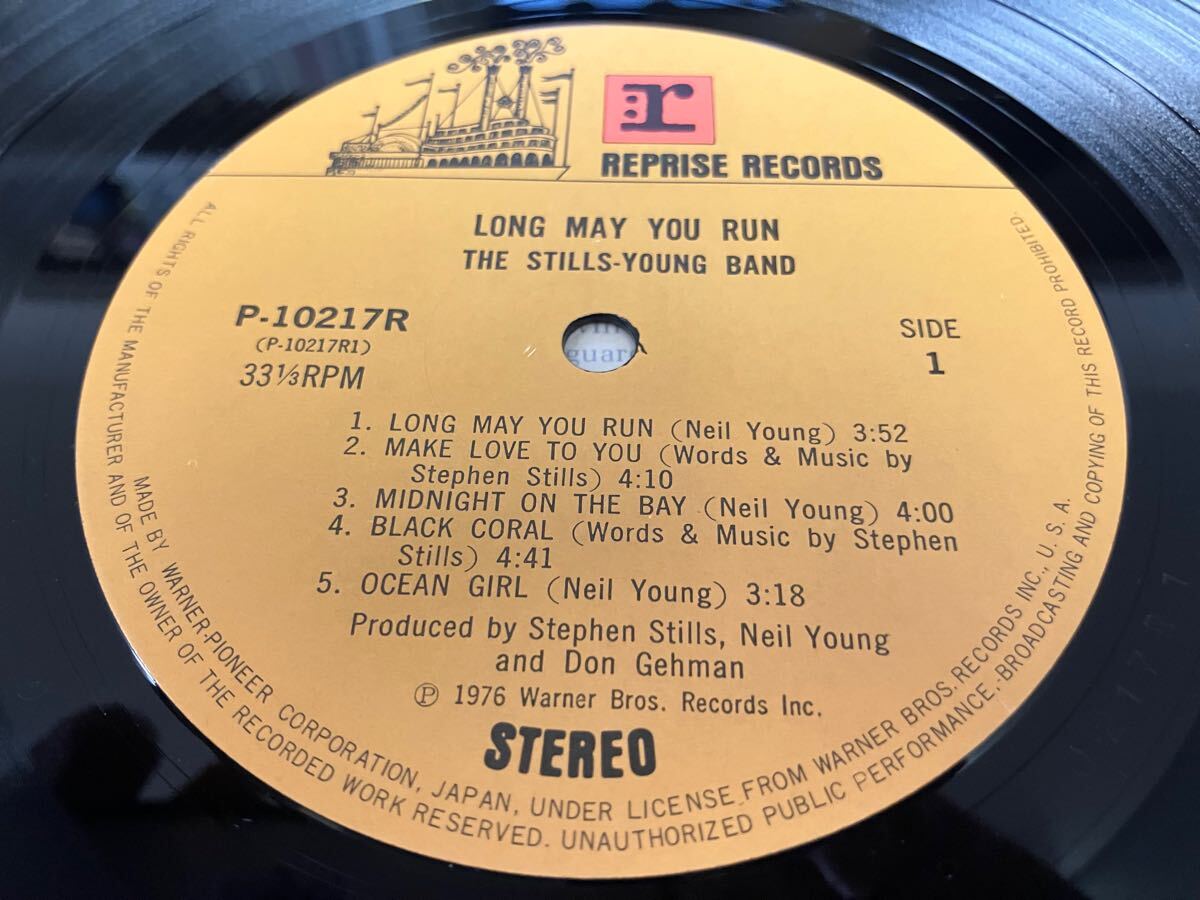 r
REPRISE RECORDS
LONG MAY YOU RUN
THE STILLS-YOUNG BAND
P-10217R
(P-10217R1)
33⅓RPM
SIDE
1
guar
1. LONG MAY YOU RUN (Neil Young) 3:52
2. MAKE LOVE TO YOU (Words & Music by
Stephen Stills) 4:10
3. MIDNIGHT ON THE BAY (Neil Young) 4:00
4. BLACK CORAL (Words & Music by Stephen
Stills) 4:41
5. OCEAN GIRL (Neil Young) 3:18
Produced by Stephen Stills, Neil Young
and Don Gehman
℗ 1976 Warner Bros. Records Inc.
STEREO
MADE BY WARNER-PIONEER CORPORATION, JAPAN, UNDER LICENSE FROM WARNER BROS. RECORDS INC., U. S. A.
ALL RIGHTS OF THE MANUFACTURER AND OF THE OWNER OF THE RECORDED WORK RESERVED. UNAUTHORIZED PUBLIC PERFORMANCE, BROADCASTING AND COPYING OF THIS RECORD PROHIBITED.